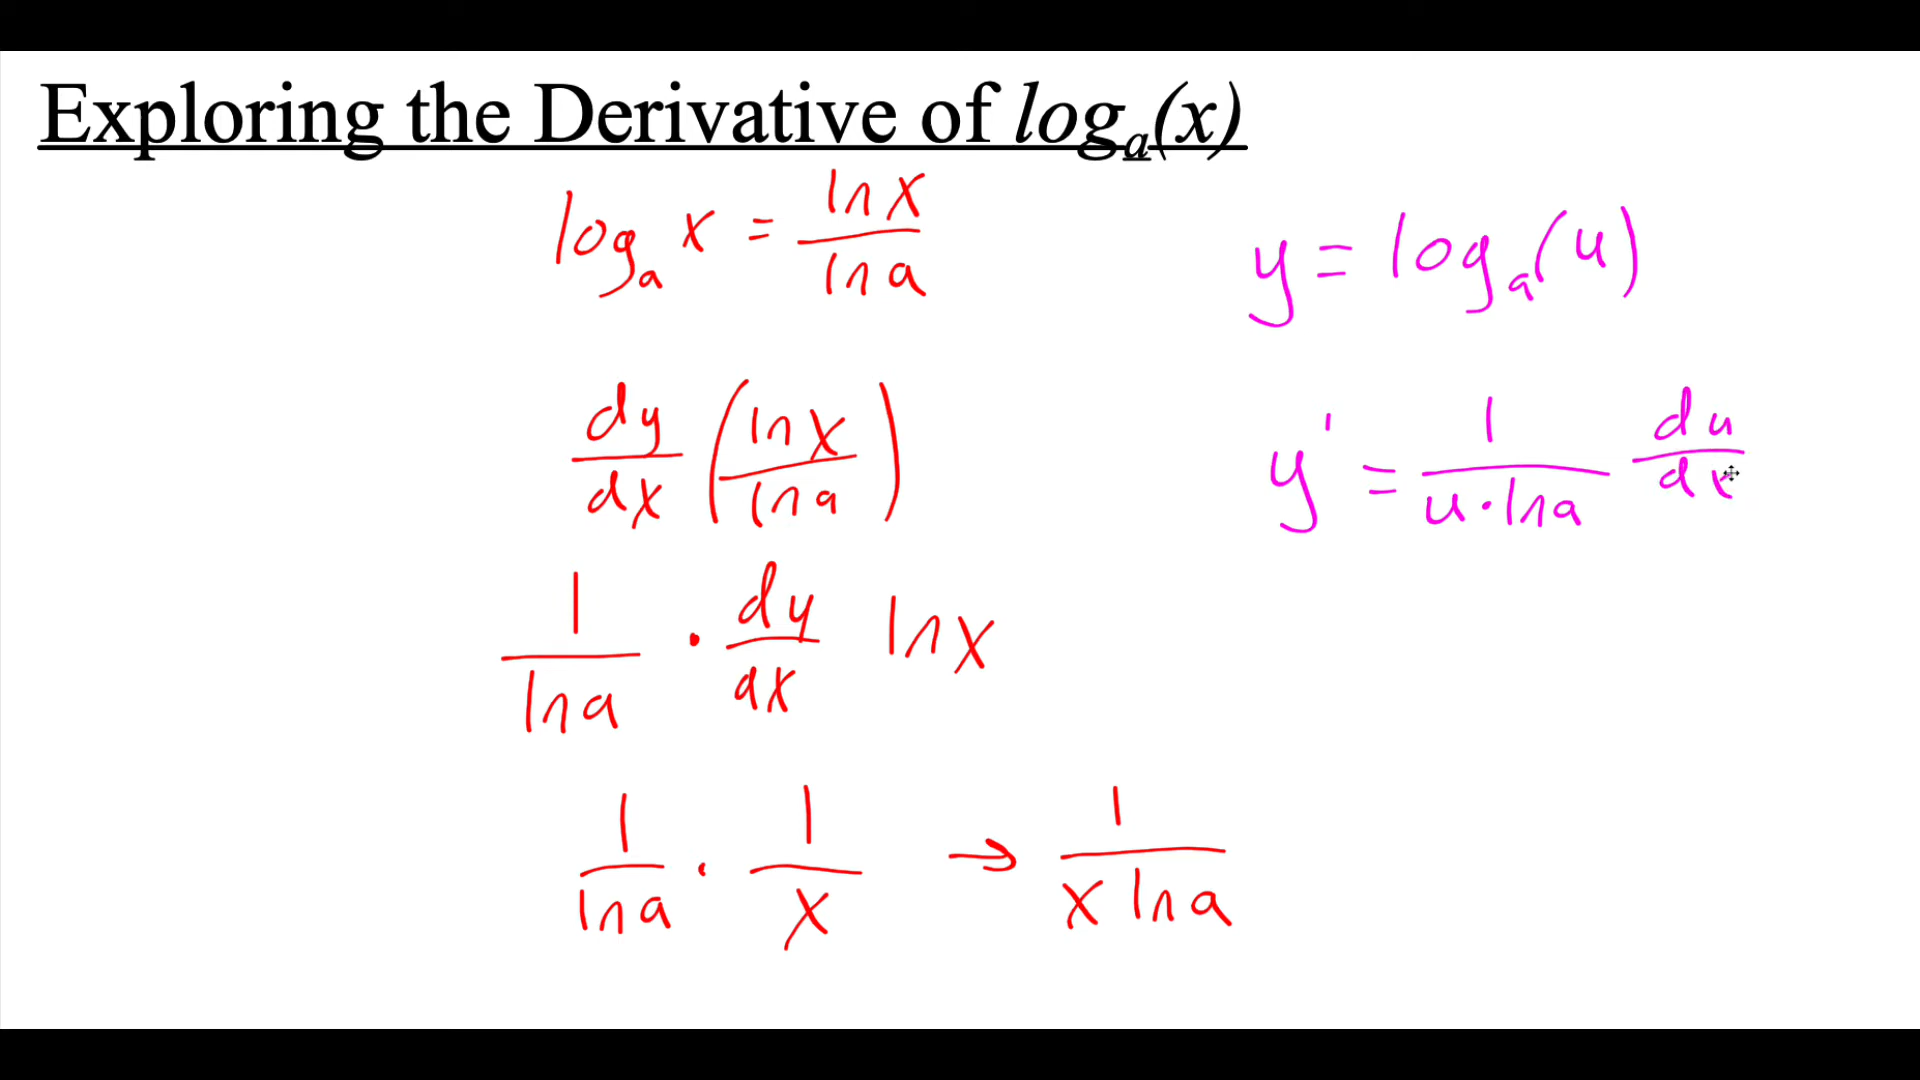 Exploring the Derivative of logₐ(x)
logₐ x = ln x / ln a
dy/dx (ln x / ln a)
1/ln a · dy/dx ln x
1/ln a · 1/x → 1/(x ln a)
y = logₐ(u)
y' = 1/(u · ln a) du/dx